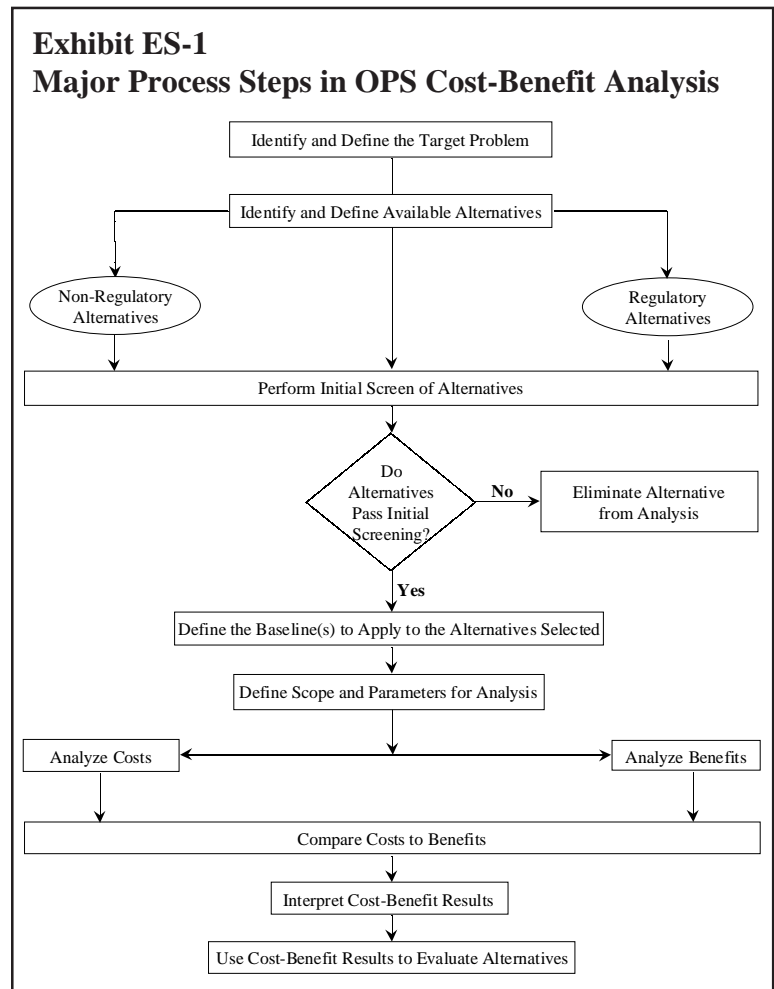 Exhibit ES-1
Major Process Steps in OPS Cost-Benefit Analysis
Identify and Define the Target Problem
Identify and Define Available Alternatives
Non-Regulatory
Alternatives
Regulatory
Alternatives
Perform Initial Screen of Alternatives
Do
Alternatives
Pass Initial
Screening?
No
Eliminate Alternative
from Analysis
Yes
Define the Baseline(s) to Apply to the Alternatives Selected
Define Scope and Parameters for Analysis
Analyze Costs
Analyze Benefits
Compare Costs to Benefits
Interpret Cost-Benefit Results
Use Cost-Benefit Results to Evaluate Alternatives